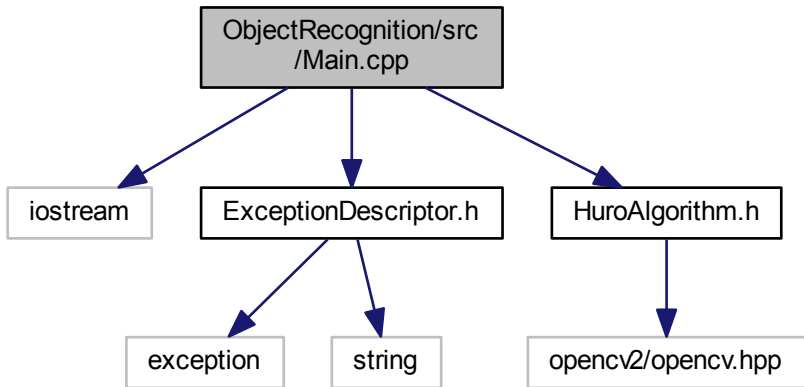 ObjectRecognition/src
/Main.cpp
iostream
ExceptionDescriptor.h
HuroAlgorithm.h
exception
string
opencv2/opencv.hpp